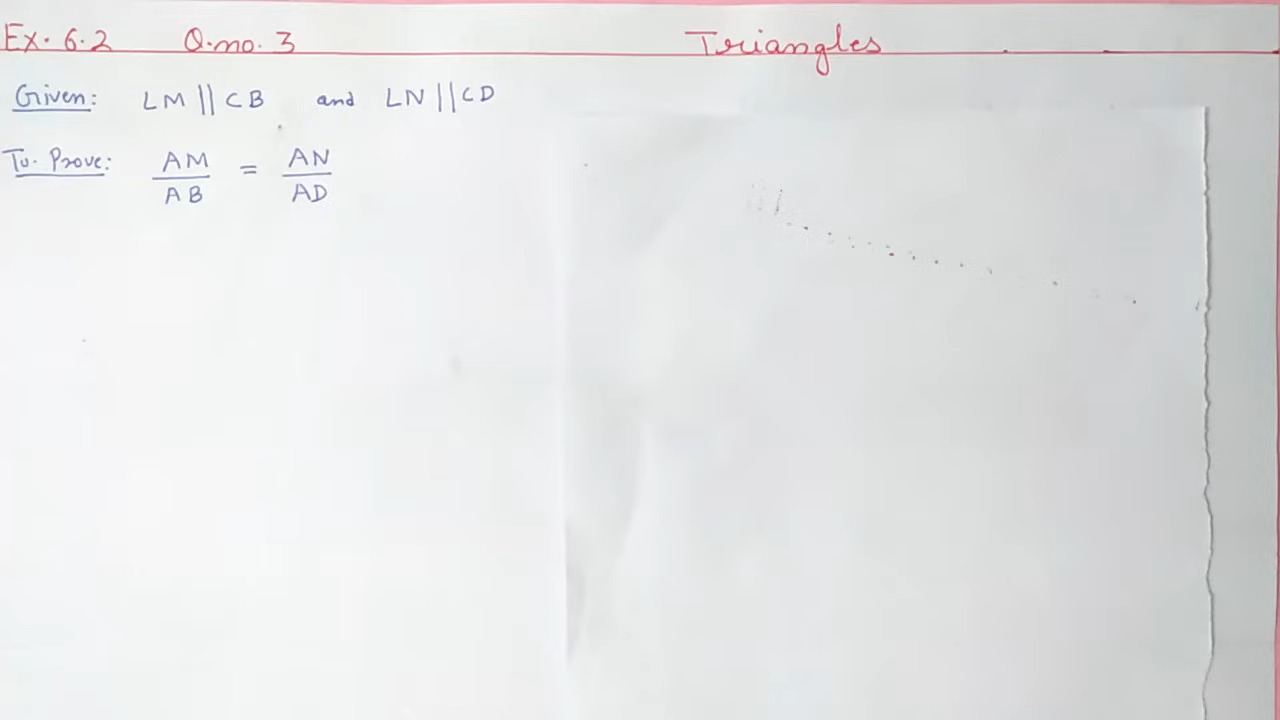 Ex. 6.2 Q.no. 3 Triangles
Given: LM || CB and LN || CD
To Prove: AM/AB = AN/AD